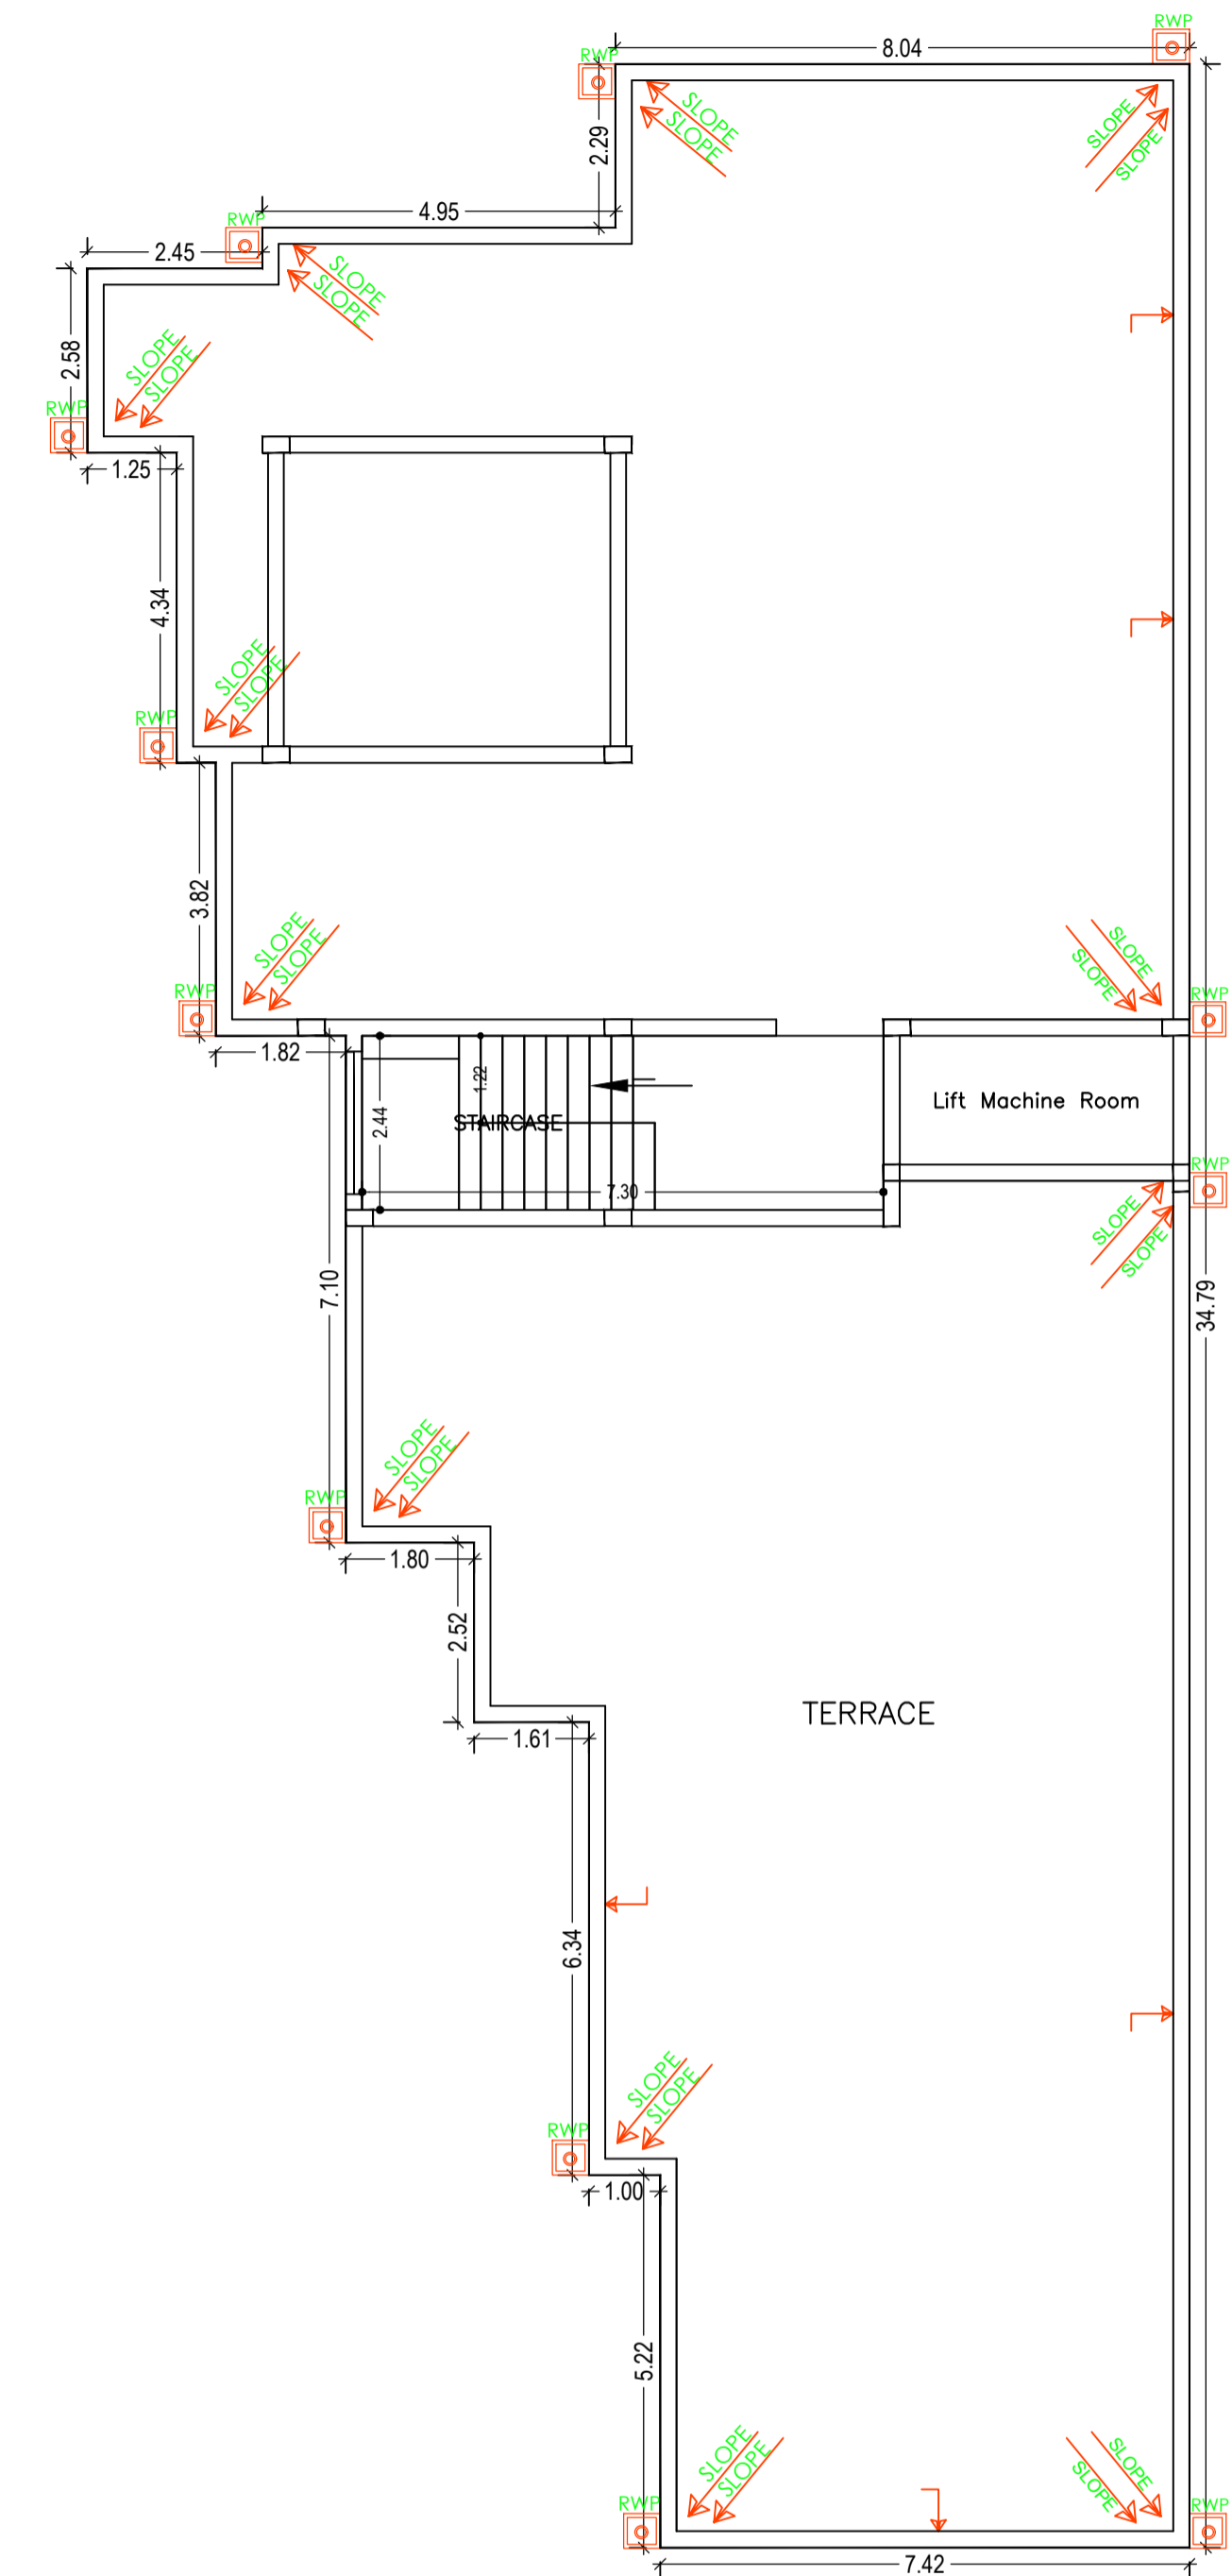 RWP
8.04
RWP
SLOPE
SLOPE
SLOPE
SLOPE
2.29
4.95
RWP
2.45
SLOPE
SLOPE
2.58
SLOPE
SLOPE
RWP
1.25
4.34
SLOPE
SLOPE
RWP
3.82
SLOPE
SLOPE
SLOPE
SLOPE
RWP
RWP
1.82
1.22
2.44
STAIRCASE
Lift Machine Room
7.30
RWP
SLOPE
SLOPE
7.10
34.79
SLOPE
SLOPE
RWP
1.80
2.52
TERRACE
1.61
6.34
SLOPE
SLOPE
RWP
1.00
5.22
SLOPE
SLOPE
SLOPE
SLOPE
RWP
RWP
7.42